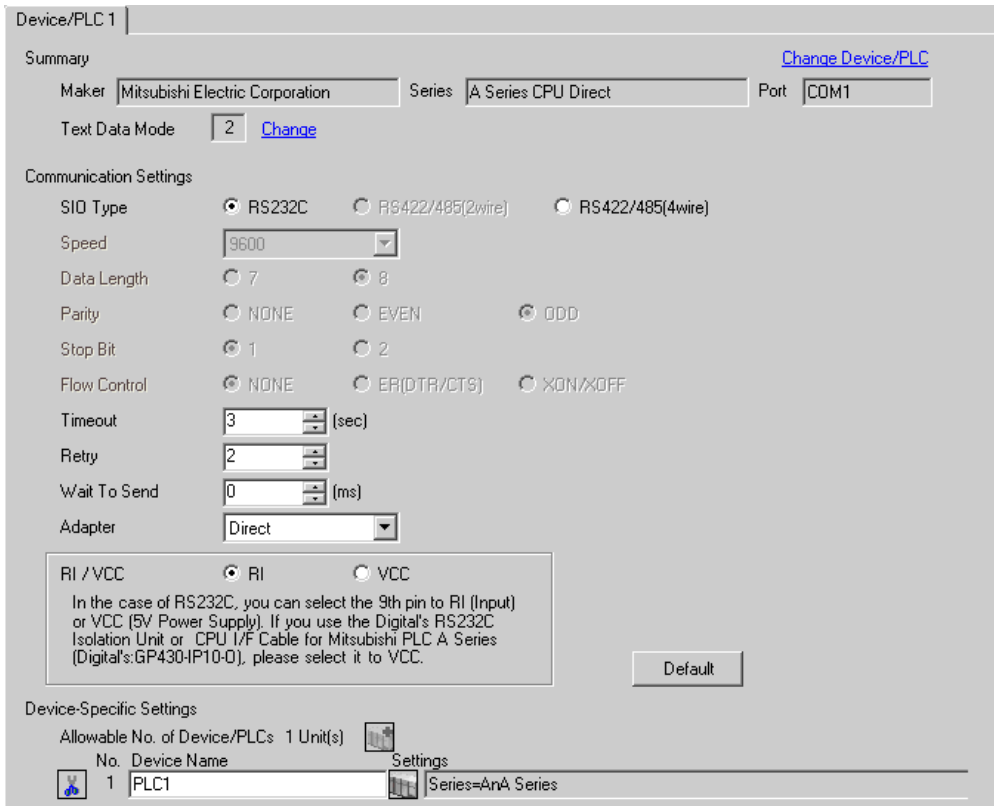 Device/PLC 1
Summary Change Device/PLC
Maker Mitsubishi Electric Corporation Series A Series CPU Direct Port COM1
Text Data Mode 2 Change
Communication Settings
SIO Type RS232C RS422/485(2wire) RS422/485(4wire)
Speed 9600
Data Length 7 8
Parity NONE EVEN ODD
Stop Bit 1 2
Flow Control NONE ER(DTR/CTS) XON/XOFF
Timeout 3 (sec)
Retry 2
Wait To Send 0 (ms)
Adapter Direct
RI / VCC RI VCC
In the case of RS232C, you can select the 9th pin to RI (Input)
or VCC (5V Power Supply). If you use the Digital's RS232C
Isolation Unit or CPU I/F Cable for Mitsubishi PLC A Series
(Digital's:GP430-IP10-O), please select it to VCC.
Default
Device-Specific Settings
Allowable No. of Device/PLCs 1 Unit(s)
No. Device Name Settings
1 PLC1 Series=AnA Series